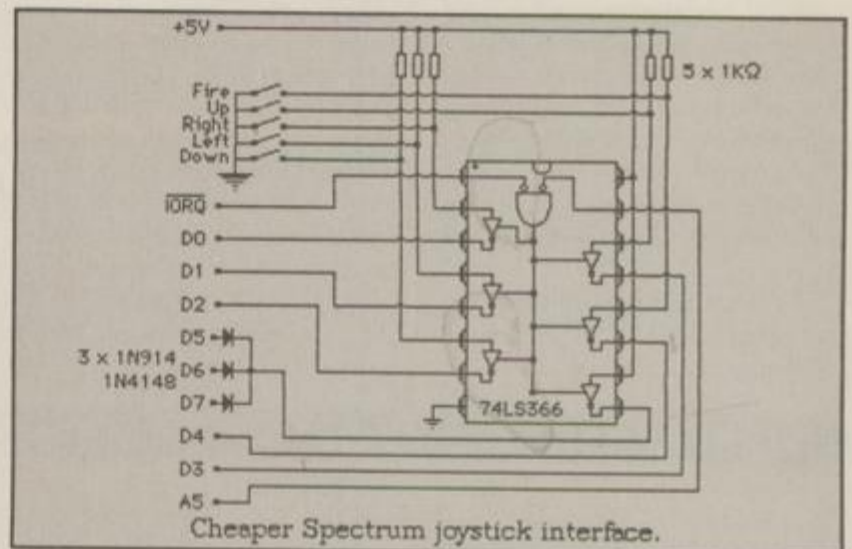 +5V
5 x 1KΩ
Fire
Up
Right
Left
Down
IORQ
D0
D1
D2
D5
3 x 1N914
D6
1N4148
D7
74LS366
D4
D3
A5
Cheaper Spectrum joystick interface.